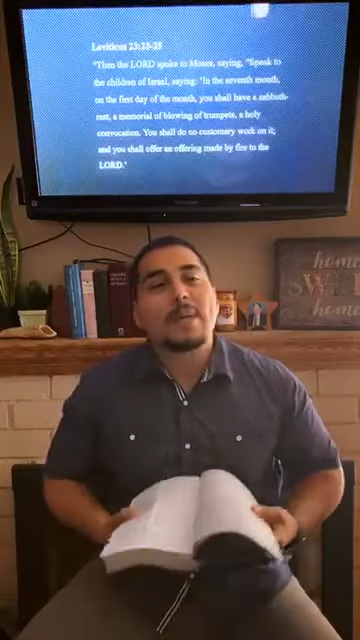 Leviticus 23:23-25
"Then the LORD spoke to Moses, saying, "Speak to
the children of Israel, saying: 'In the seventh month,
on the first day of the month, you shall have a sabbath-
rest, a memorial of blowing of trumpets, a holy
convocation. You shall do no customary work on it;
and you shall offer an offering made by fire to the
LORD.'
home
SWEET
home